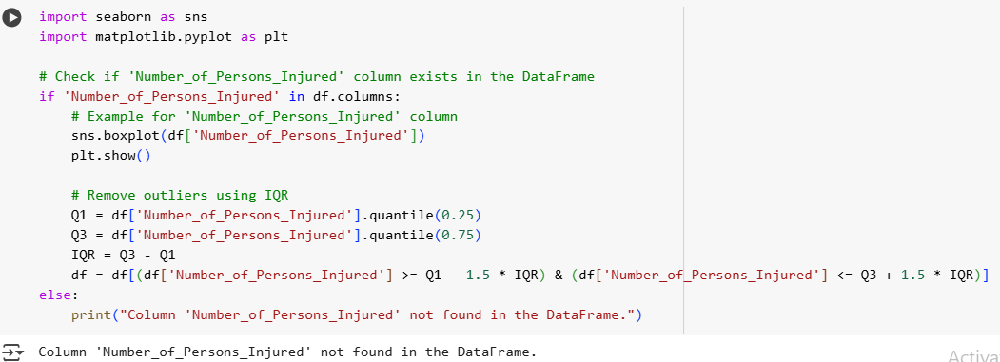 import seaborn as sns
import matplotlib.pyplot as plt
# Check if 'Number_of_Persons_Injured' column exists in the DataFrame
if 'Number_of_Persons_Injured' in df.columns:
    # Example for 'Number_of_Persons_Injured' column
    sns.boxplot(df['Number_of_Persons_Injured'])
    plt.show()
    # Remove outliers using IQR
    Q1 = df['Number_of_Persons_Injured'].quantile(0.25)
    Q3 = df['Number_of_Persons_Injured'].quantile(0.75)
    IQR = Q3 - Q1
    df = df[(df['Number_of_Persons_Injured'] >= Q1 - 1.5 * IQR) & (df['Number_of_Persons_Injured'] <= Q3 + 1.5 * IQR)]
else:
    print("Column 'Number_of_Persons_Injured' not found in the DataFrame.")
Column 'Number_of_Persons_Injured' not found in the DataFrame.
Activa